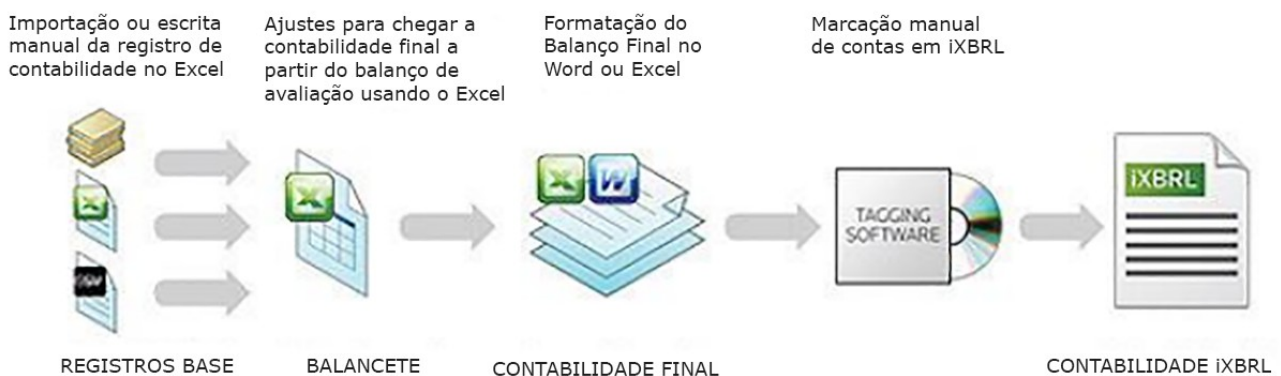 Importação ou escrita
manual da registro de
contabilidade no Excel
Ajustes para chegar a
contabilidade final a
partir do balanço de
avaliação usando o Excel
Formatação do
Balanço Final no
Word ou Excel
Marcação manual
de contas em iXBRL
TAGGING
SOFTWARE
iXBRL
REGISTROS BASE
BALANCETE
CONTABILIDADE FINAL
CONTABILIDADE iXBRL